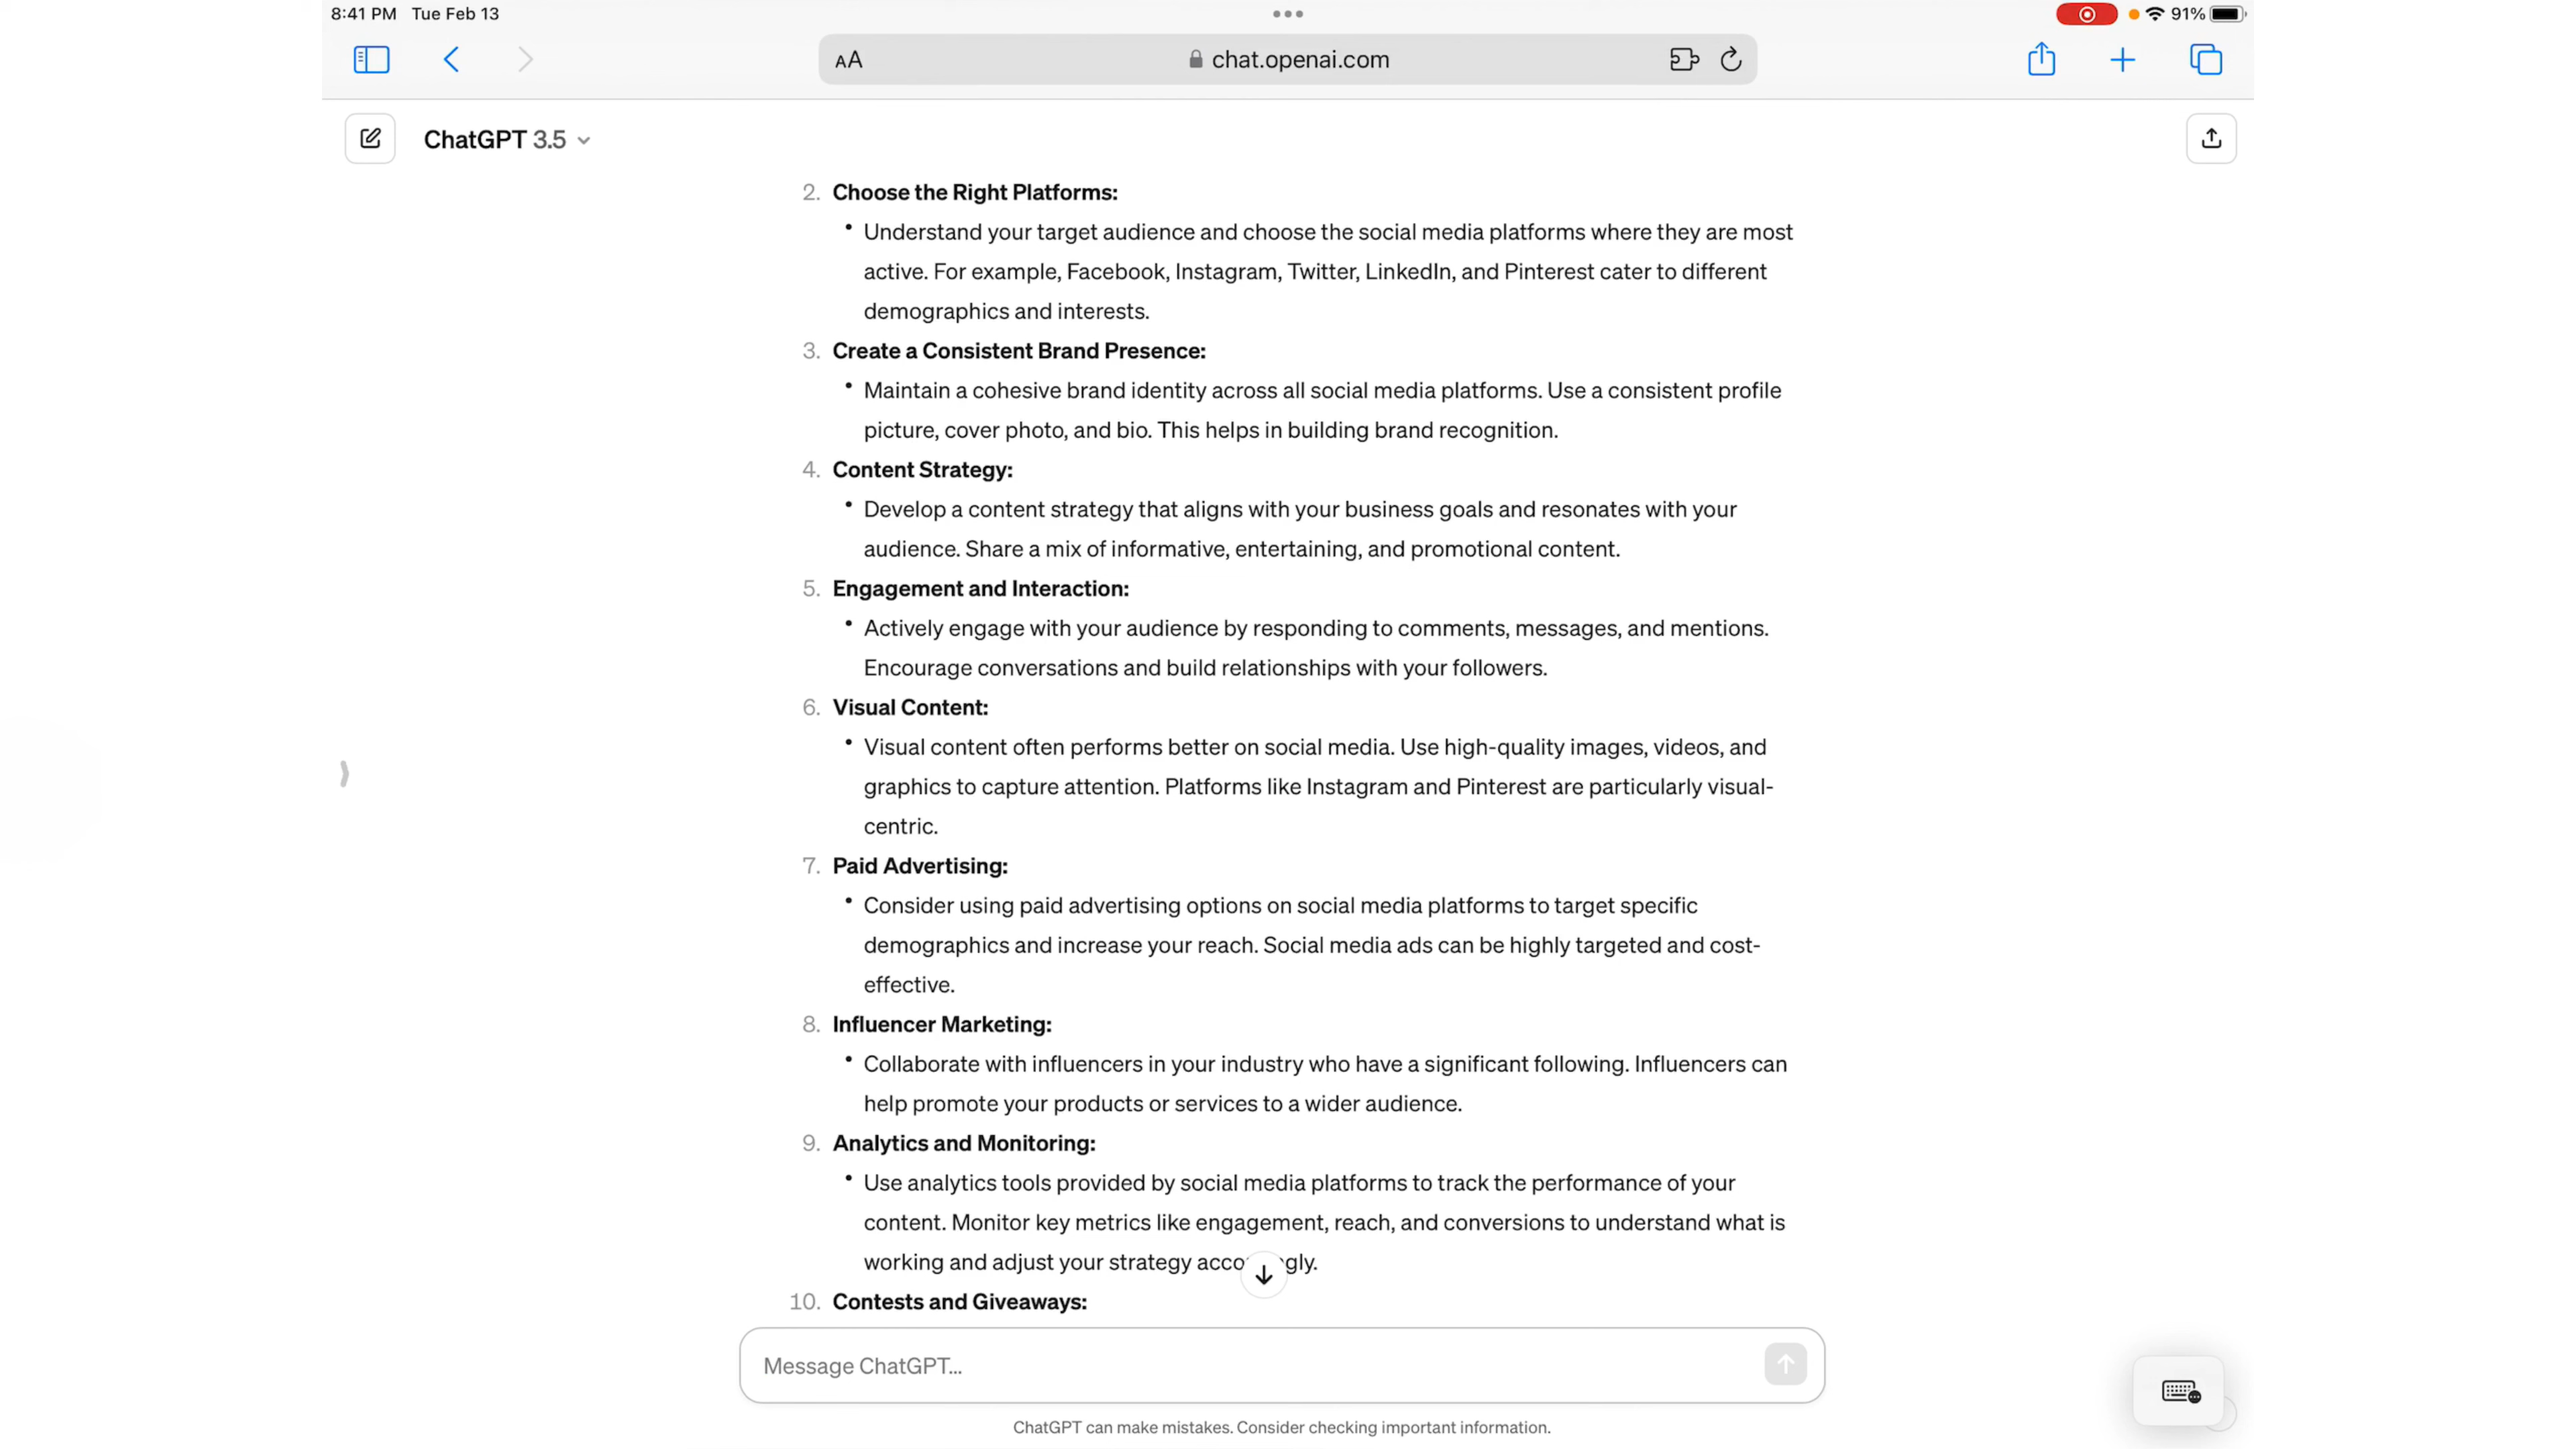 8:41 PM Tue Feb 13
91%
AA
chat.openai.com
ChatGPT 3.5
2. Choose the Right Platforms:
• Understand your target audience and choose the social media platforms where they are most
active. For example, Facebook, Instagram, Twitter, LinkedIn, and Pinterest cater to different
demographics and interests.
3. Create a Consistent Brand Presence:
• Maintain a cohesive brand identity across all social media platforms. Use a consistent profile
picture, cover photo, and bio. This helps in building brand recognition.
4. Content Strategy:
• Develop a content strategy that aligns with your business goals and resonates with your
audience. Share a mix of informative, entertaining, and promotional content.
5. Engagement and Interaction:
• Actively engage with your audience by responding to comments, messages, and mentions.
Encourage conversations and build relationships with your followers.
6. Visual Content:
• Visual content often performs better on social media. Use high-quality images, videos, and
graphics to capture attention. Platforms like Instagram and Pinterest are particularly visual-
centric.
7. Paid Advertising:
• Consider using paid advertising options on social media platforms to target specific
demographics and increase your reach. Social media ads can be highly targeted and cost-
effective.
8. Influencer Marketing:
• Collaborate with influencers in your industry who have a significant following. Influencers can
help promote your products or services to a wider audience.
9. Analytics and Monitoring:
• Use analytics tools provided by social media platforms to track the performance of your
content. Monitor key metrics like engagement, reach, and conversions to understand what is
working and adjust your strategy
10. Contests and Giveaways:
Message ChatGPT...
ChatGPT can make mistakes. Consider checking important information.